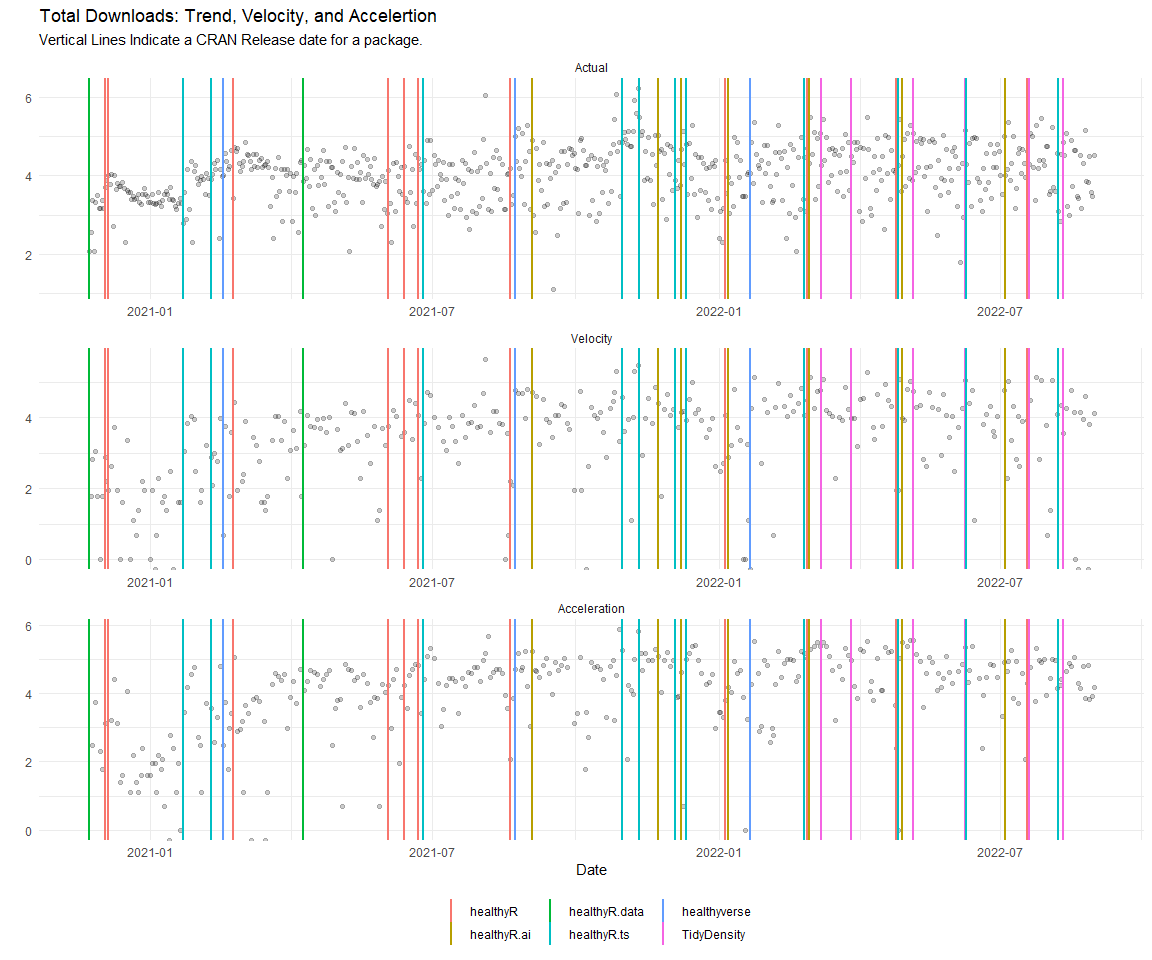 Total Downloads: Trend, Velocity, and Accelertion
Vertical Lines Indicate a CRAN Release date for a package.
Actual
6
4
2
2021-01 2021-07 2022-01 2022-07
Velocity
4
2
0
2021-01 2021-07 2022-01 2022-07
Acceleration
6
4
2
0
2021-01 2021-07 2022-01 2022-07
Date
healthyR healthyR.data healthyverse
healthyR.ai healthyR.ts TidyDensity